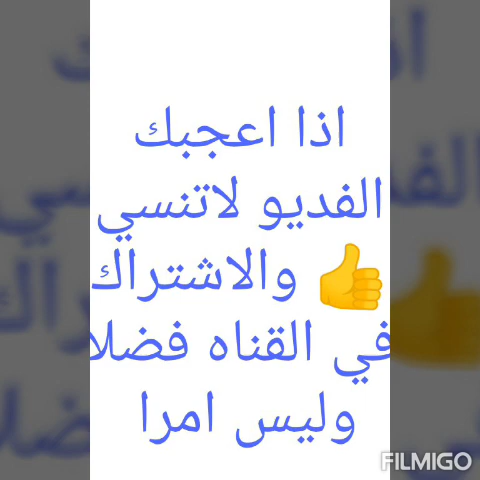 اذا اعجبك
الفديو لاتنسي
👍 والاشتراك
في القناه فضلا
وليس امرا
FILMIGO